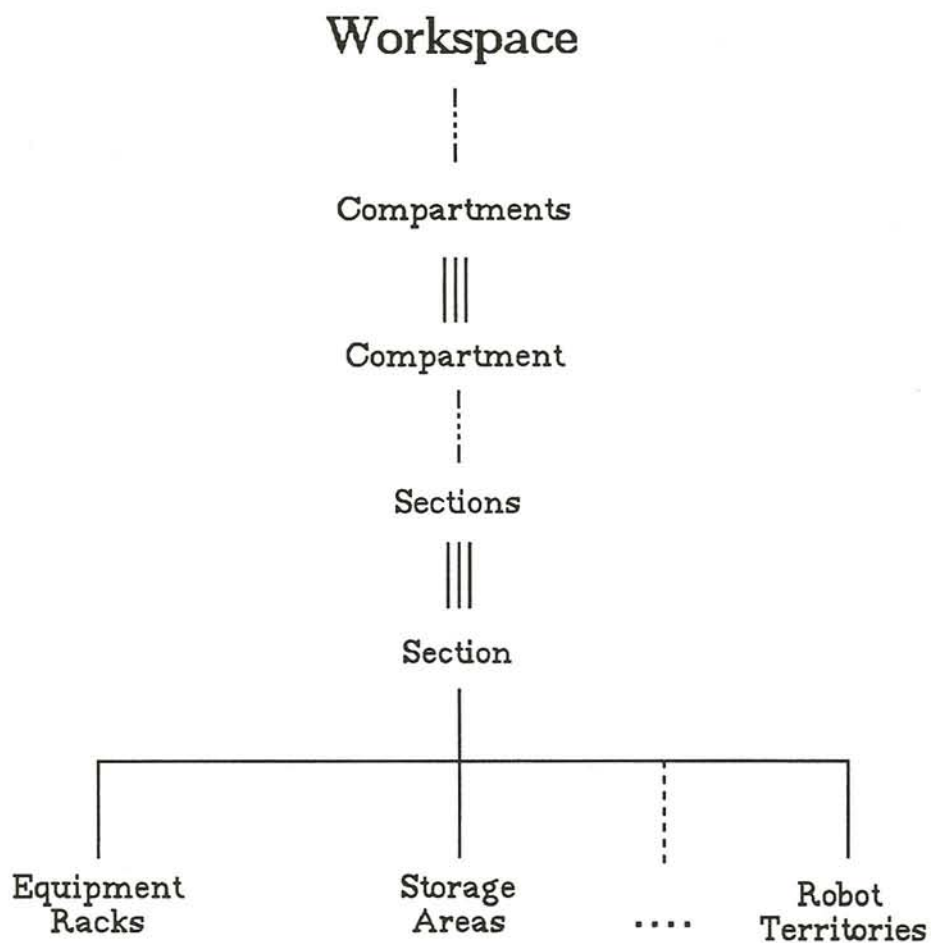 Workspace
Compartments
Compartment
Sections
Section
Equipment
Racks
Storage
Areas
....
Robot
Territories